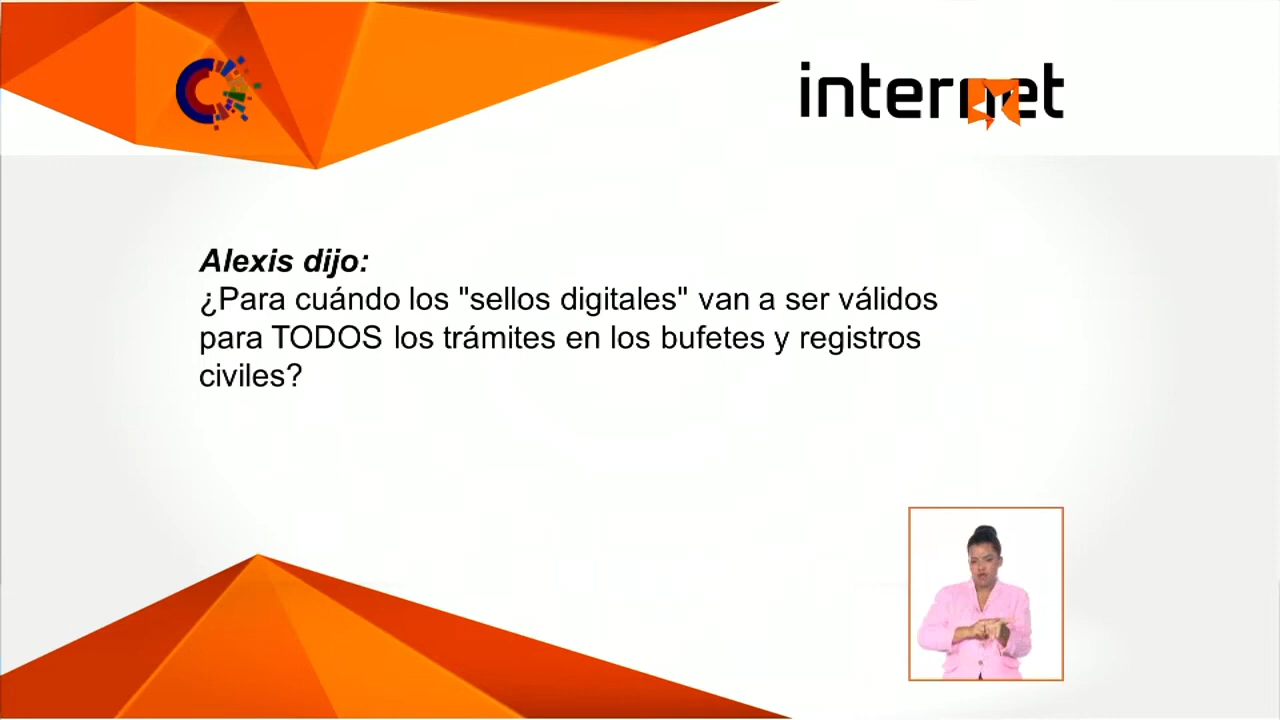 internet
Alexis dijo:
¿Para cuándo los "sellos digitales" van a ser válidos
para TODOS los trámites en los bufetes y registros
civiles?